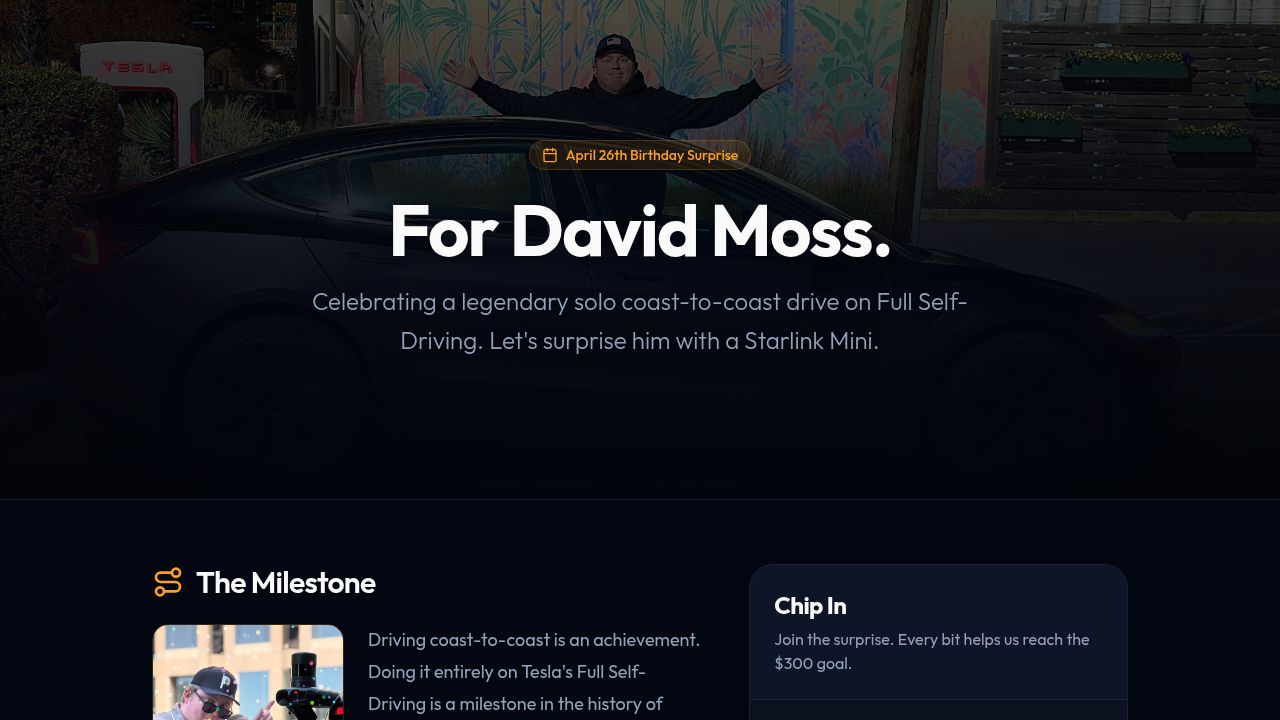 TESLA
April 26th Birthday Surprise
For David Moss.
Celebrating a legendary solo coast-to-coast drive on Full Self-
Driving. Let's surprise him with a Starlink Mini.
The Milestone
Driving coast-to-coast is an achievement.
Doing it entirely on Tesla's Full Self-
Driving is a milestone in the history of
Chip In
Join the surprise. Every bit helps us reach the
$300 goal.